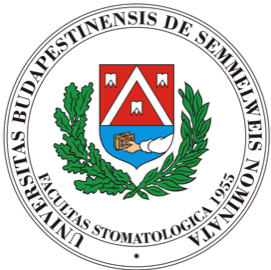 UNIVERSITAS BUDAPESTINENSIS DE SEMMELWEIS NOMINATA
FACULTAS STOMATOLOGICA 1955
*